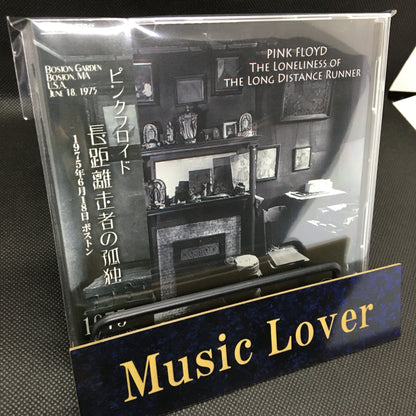 BOSTON GARDEN
BOSTON, MA
U.S.A.
JUNE 18, 1975
ピンクフロイド
長距離走者の孤独
1975年6月18日 ボストン
PINK FLOYD
THE LONELINESS OF
THE LONG DISTANCE RUNNER
Music Lover